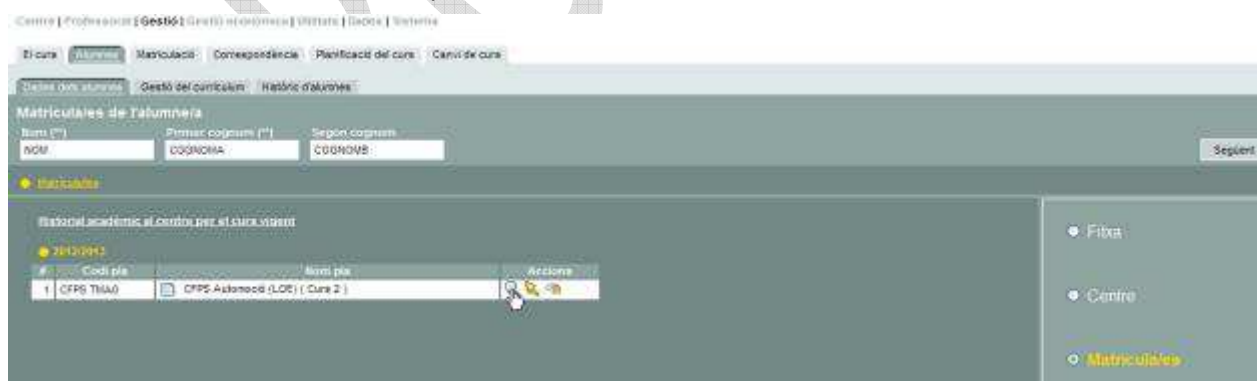 Centre | Professorat | Gestió | Gestió econòmica | Utilitats | Dades | Sistema
El curs Alumnes Matriculació Correspondència Planificació del curs Canvi de curs
Dades dels alumnes Gestió del currículum Històric d'alumnes
Matrícula/es de l'alumne/a
Nom (**) Primer cognom (**) Segon cognom
NOM COGNOMA COGNOMB Següent
Matrícula/es
Historial acadèmic al centre per al curs vigent
2012/2013
# Codi pla Nom pla Accions
1 CFPS TMA0 CFPS Automoció (LOE) ( Curs 2 )
Fitxa
Centre
Matrícula/es